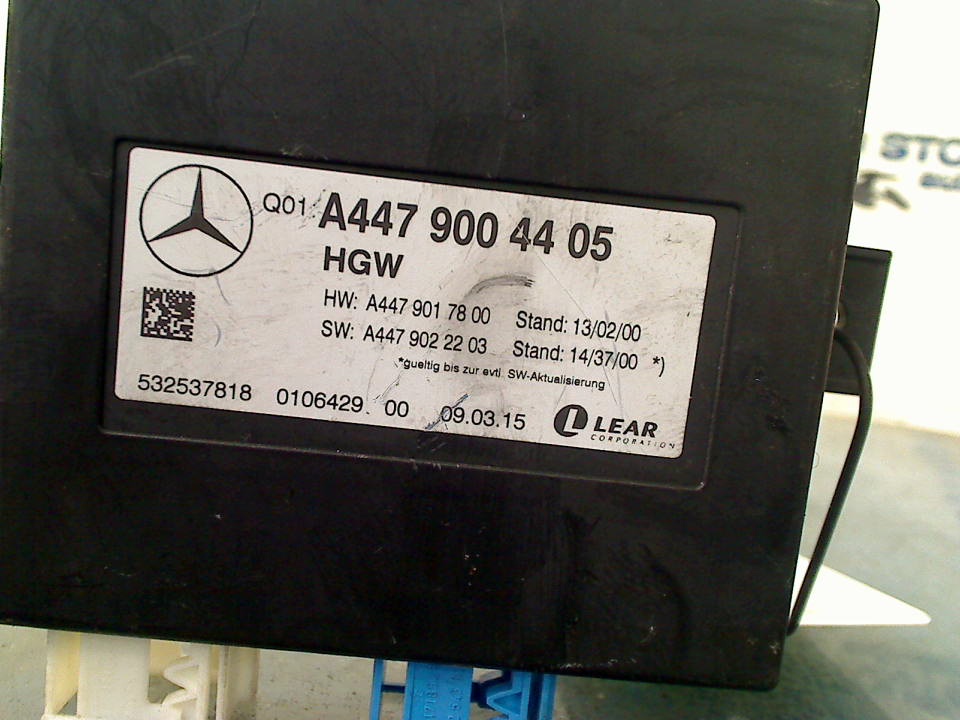 Q01 A447 900 44 05
HGW
HW: A447 901 78 00 Stand: 13/02/00
SW: A447 902 22 03 Stand: 14/37/00 *)
*gueltig bis zur evtl. SW-Aktualisierung
532537818 0106429 00 09.03.15
LEAR
CORPORATION